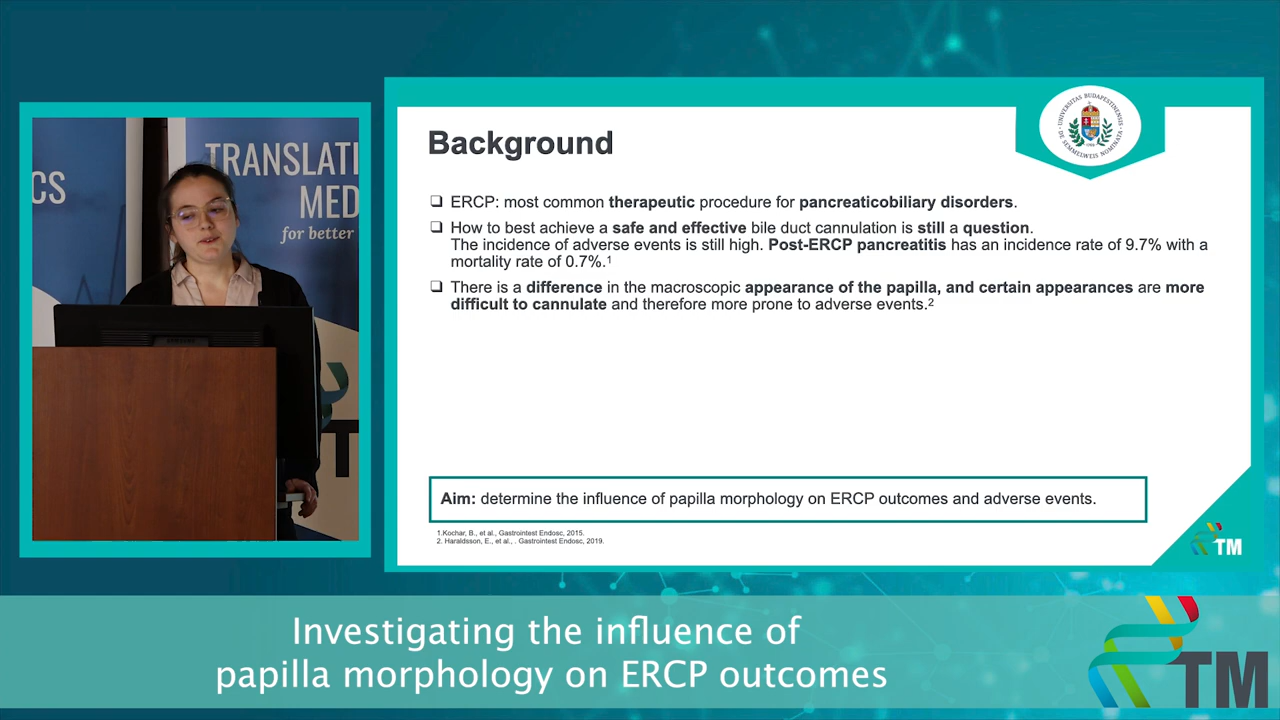 CS
TRANSLATI
MED
for better
Background
ERCP: most common therapeutic procedure for pancreaticobiliary disorders.
How to best achieve a safe and effective bile duct cannulation is still a question.
The incidence of adverse events is still high. Post-ERCP pancreatitis has an incidence rate of 9.7% with a
mortality rate of 0.7%.1
There is a difference in the macroscopic appearance of the papilla, and certain appearances are more
difficult to cannulate and therefore more prone to adverse events.2
Aim: determine the influence of papilla morphology on ERCP outcomes and adverse events.
1.Kochar, B., et al., Gastrointest Endosc, 2015.
2. Haraldsson, E., et al., . Gastrointest Endosc, 2019.
UNIVERSITAS BUDAPESTINENSIS
DE SEMMELWEIS NOMINATA
TM
Investigating the influence of
papilla morphology on ERCP outcomes
TM